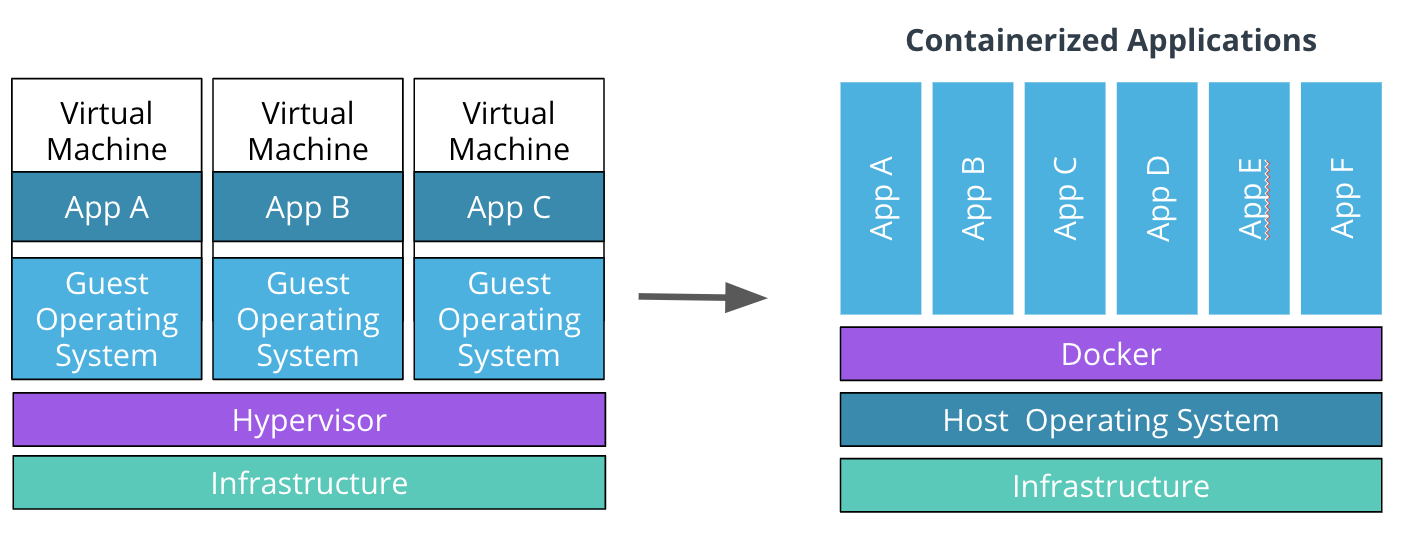 Containerized Applications
Virtual
Machine
App A
Guest
Operating
System
Virtual
Machine
App B
Guest
Operating
System
Virtual
Machine
App C
Guest
Operating
System
Hypervisor
Infrastructure
App A
App B
App C
App D
App E
App F
Docker
Host  Operating System
Infrastructure